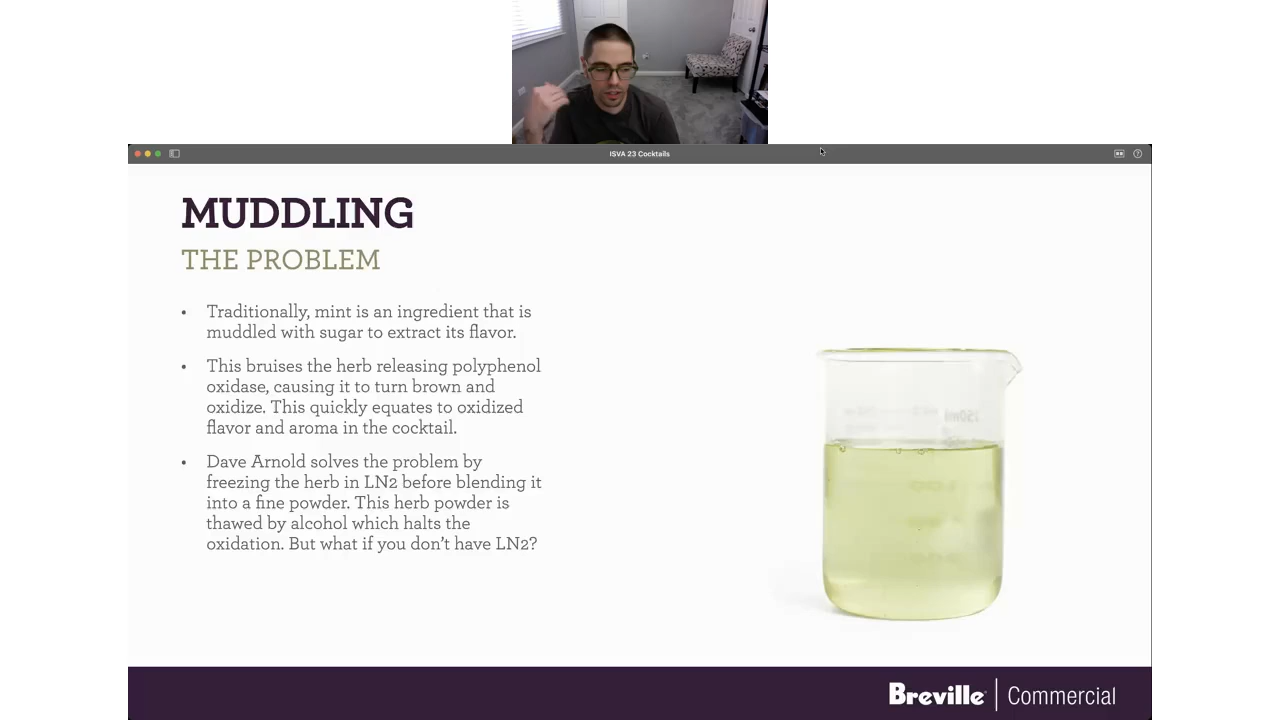 ISVA 23 Cocktails
MUDDLING
THE PROBLEM
• Traditionally, mint is an ingredient that is
muddled with sugar to extract its flavor.
• This bruises the herb releasing polyphenol
oxidase, causing it to turn brown and
oxidize. This quickly equates to oxidized
flavor and aroma in the cocktail.
• Dave Arnold solves the problem by
freezing the herb in LN2 before blending it
into a fine powder. This herb powder is
thawed by alcohol which halts the
oxidation. But what if you don’t have LN2?
Breville | Commercial